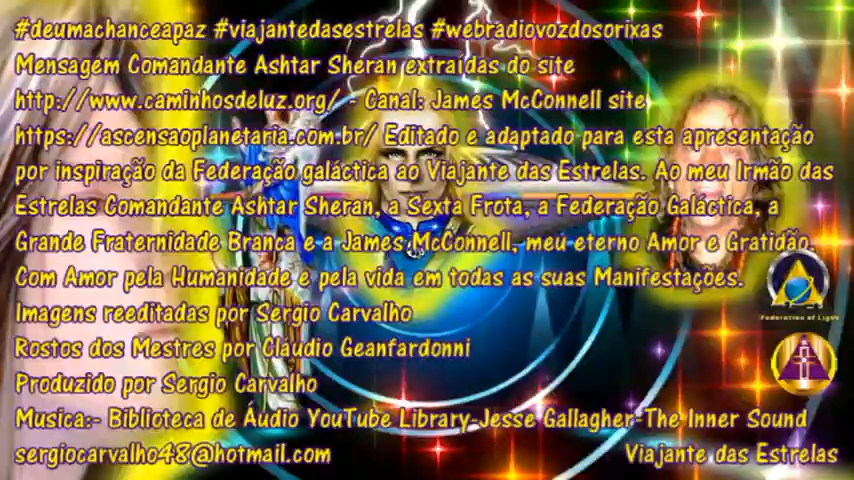 #deumachanceapaz #viajantedasestrelas #webradiovozdosorixas
Mensagem Comandante Ashtar Sheran extraídas do site
http://www.caminhosdeluz.org/ - Canal: James McConnell site
https://ascensaoplanetaria.com.br/ Editado e adaptado para esta apresentação
por inspiração da Federação galáctica ao Viajante das Estrelas. Ao meu Irmão das
Estrelas Comandante Ashtar Sheran, a Sexta Frota, a Federação Galáctica, a
Grande Fraternidade Branca e a James McConnell, meu eterno Amor e Gratidão.
Com Amor pela Humanidade e pela vida em todas as suas Manifestações.
Imagens reeditadas por Sergio Carvalho
Federation of Light
Rostos dos Mestres por Cláudio Geanfardonni
Produzido por Sergio Carvalho
Musica:- Biblioteca de Áudio YouTube Library-Jesse Gallagher-The Inner Sound
sergiocarvalho48@hotmail.com
Viajante das Estrelas